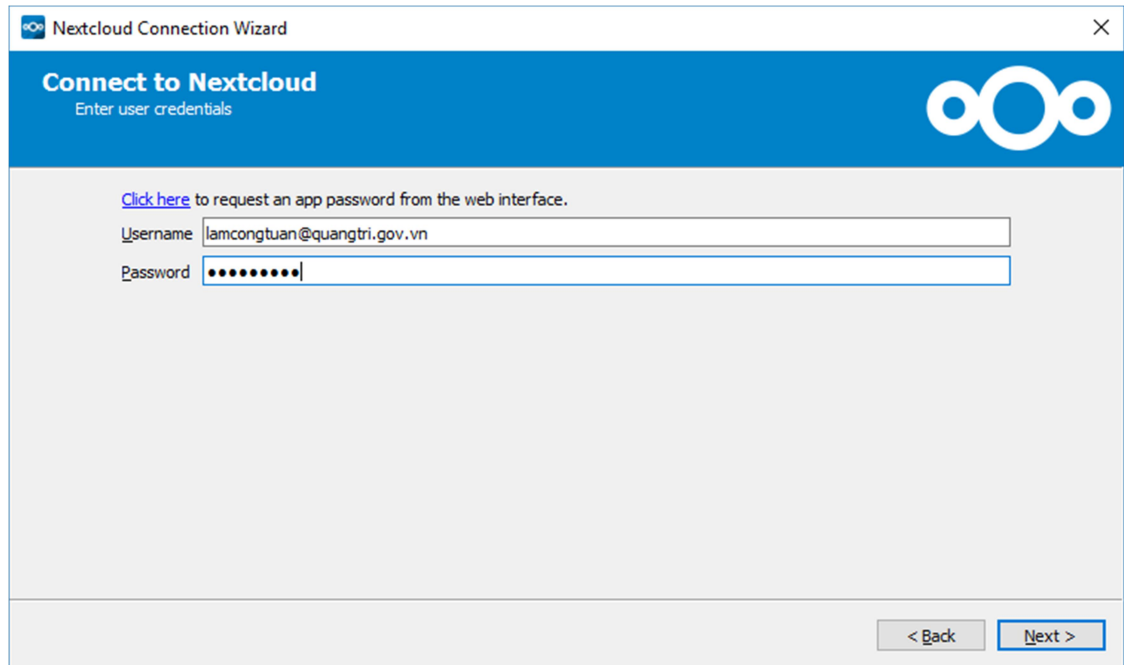 Nextcloud Connection Wizard
Connect to Nextcloud
Enter user credentials
Click here to request an app password from the web interface.
Username lamcongtuan@quangtri.gov.vn
Password ●●●●●●●●●
< Back Next >